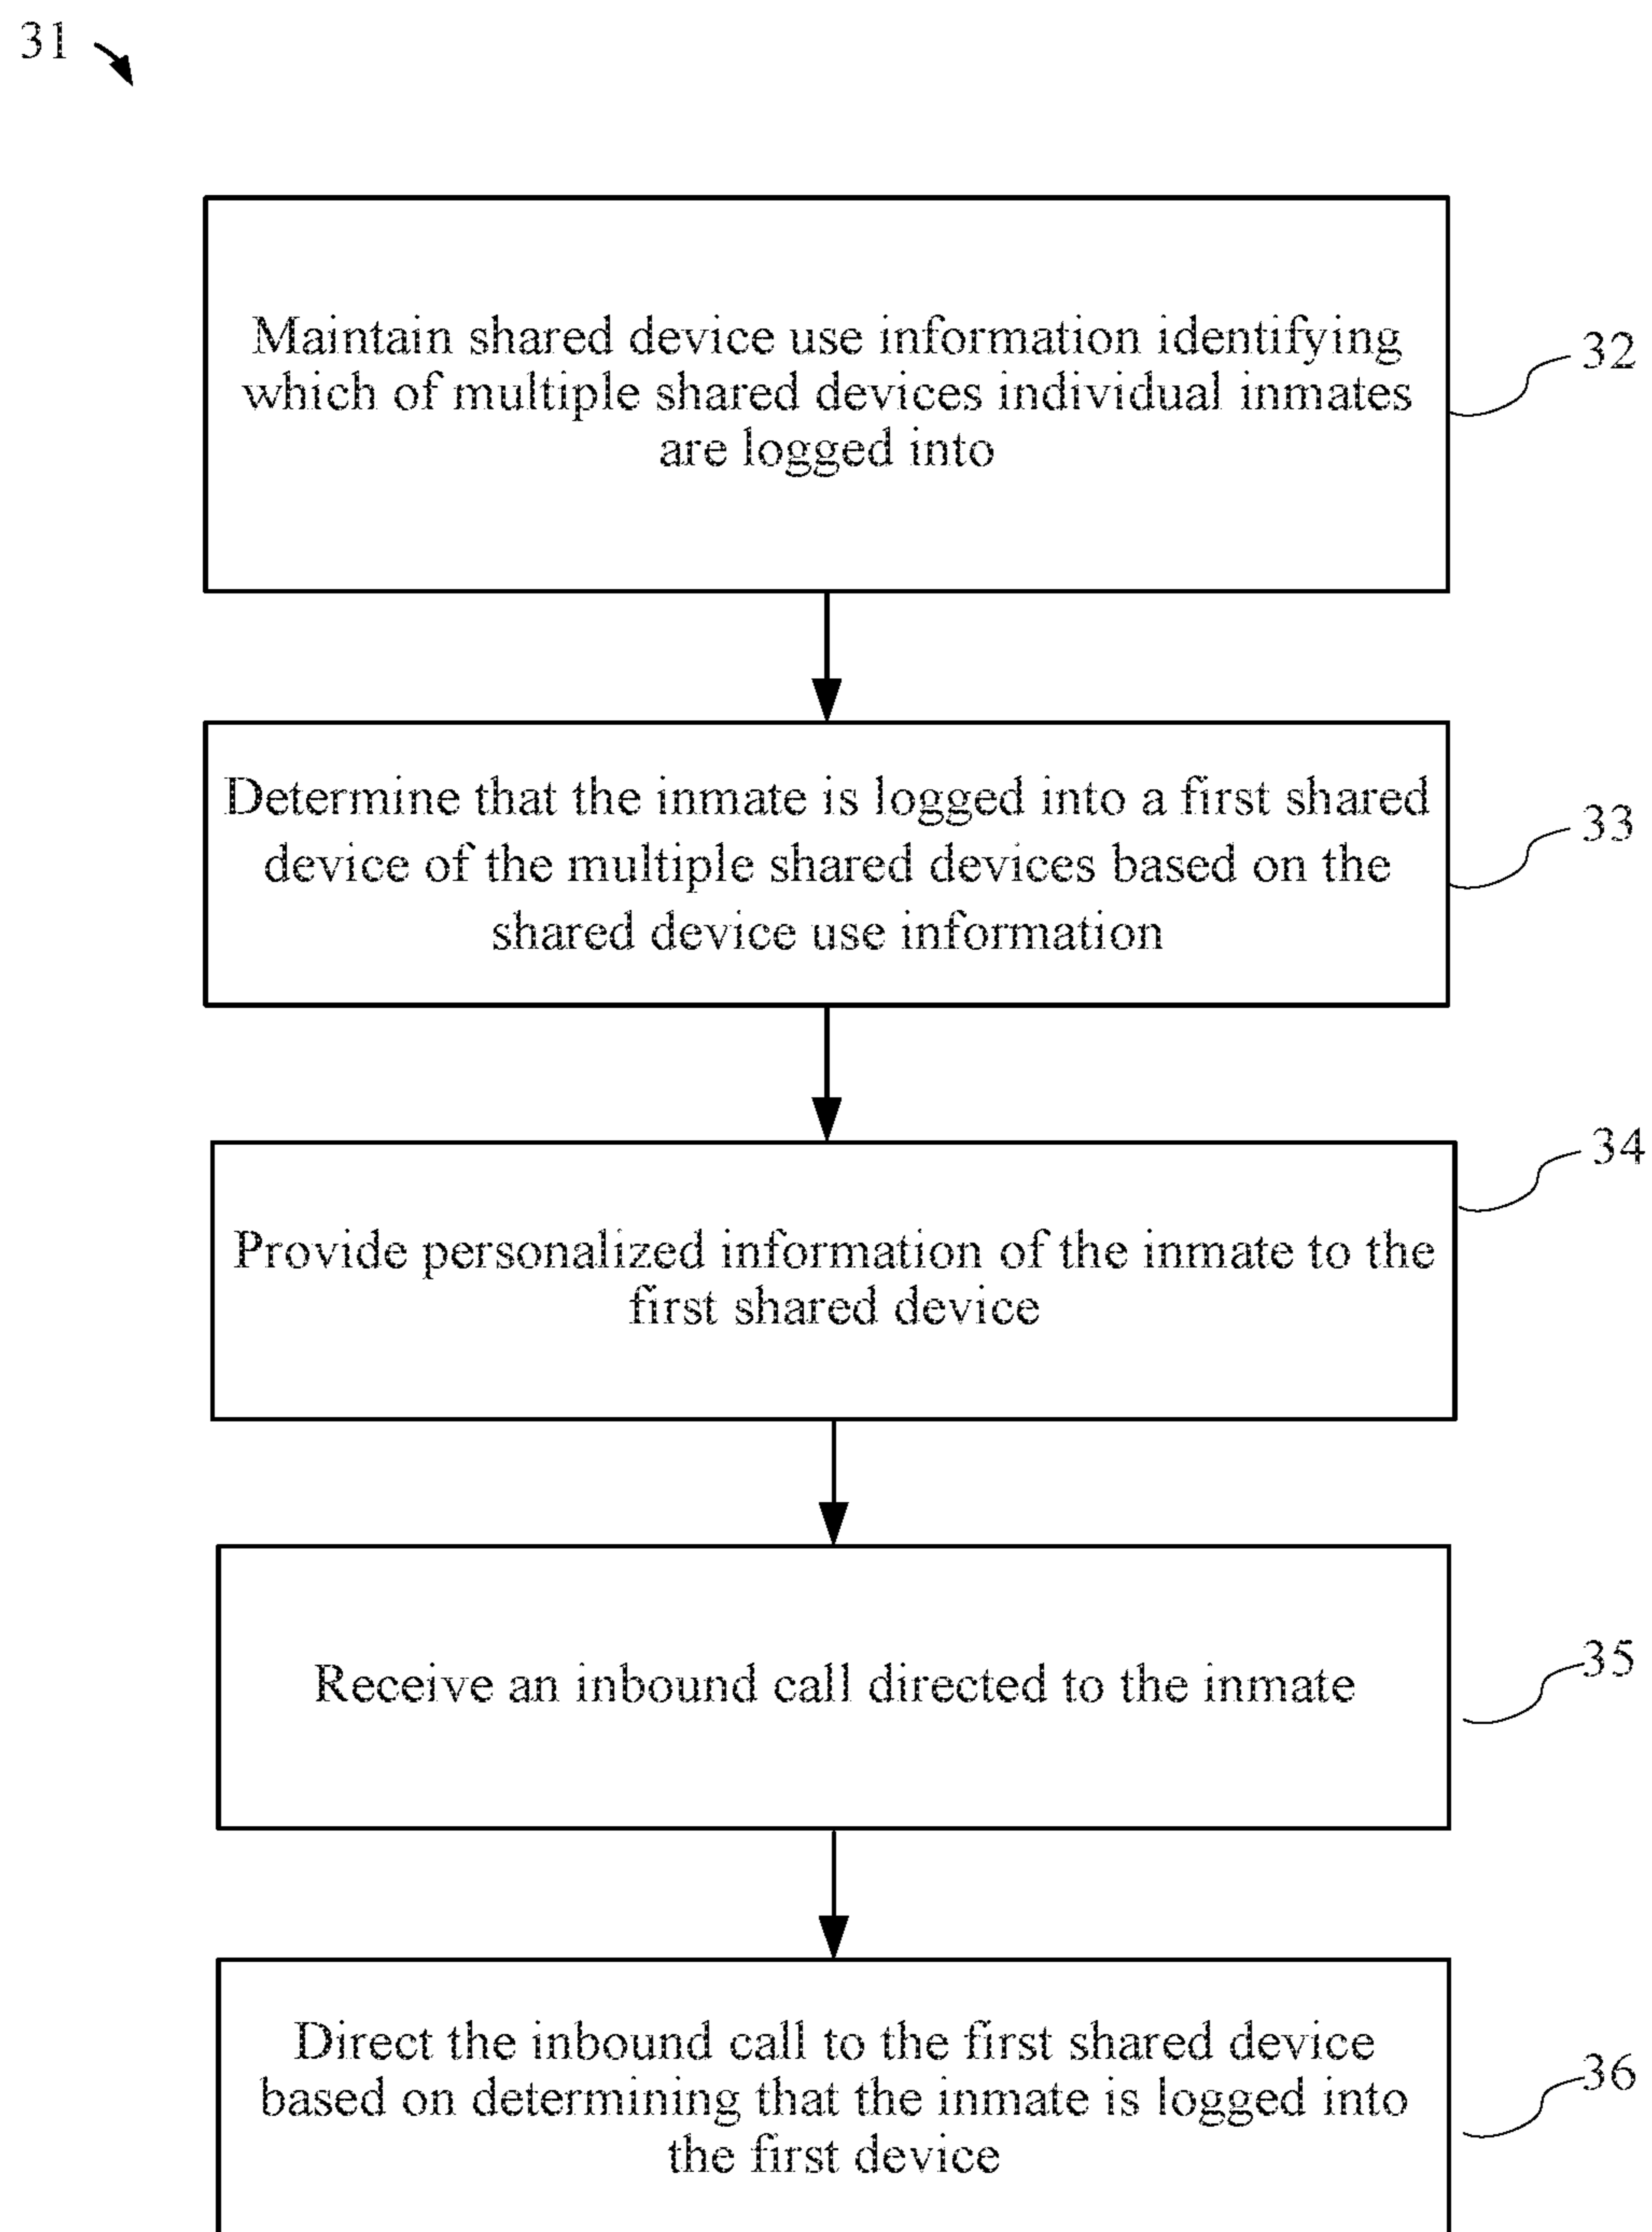 31
Maintain shared device use information identifying
which of multiple shared devices individual inmates
are logged into
32
Determine that the inmate is logged into a first shared
device of the multiple shared devices based on the
shared device use information
33
Provide personalized information of the inmate to the
first shared device
34
Receive an inbound call directed to the inmate
35
Direct the inbound call to the first shared device
based on determining that the inmate is logged into
the first device
36